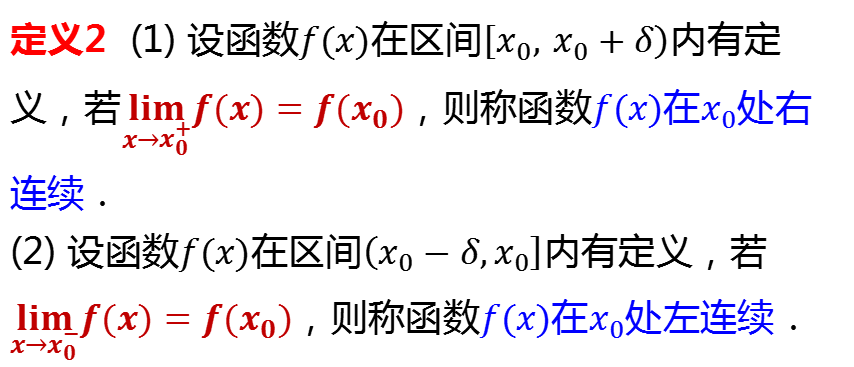 定义2 (1) 设函数f(x)在区间[x₀, x₀ + δ)内有定
义，若lim_{x→x₀⁺} f(x) = f(x₀)，则称函数f(x)在x₀处右
连续．
(2) 设函数f(x)在区间(x₀ − δ, x₀]内有定义，若
lim_{x→x₀⁻} f(x) = f(x₀)，则称函数f(x)在x₀处左连续．